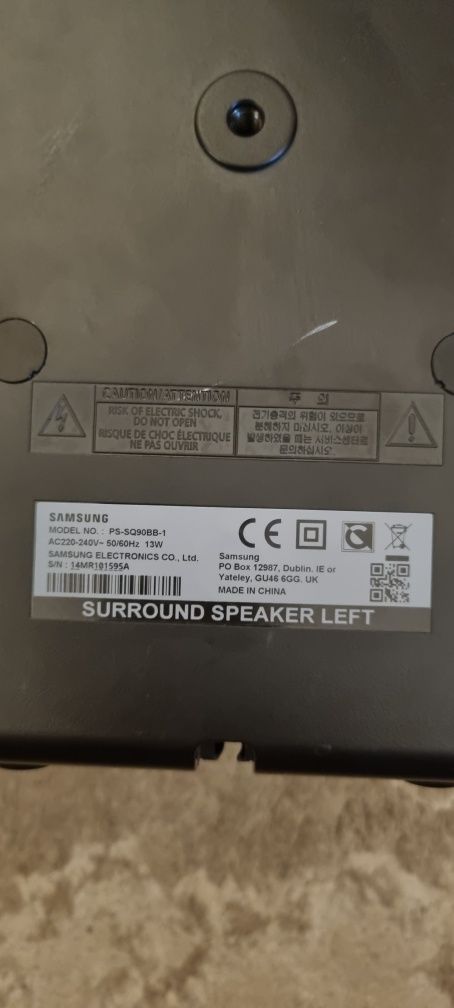 CAUTION/ATTENTION
RISK OF ELECTRIC SHOCK,
DO NOT OPEN
RISQUE DE CHOC ÉLECTRIQUE
NE PAS OUVRIR
주 의
전기충격의 위험이 있으므로
분해하지 마십시오. 이상이
발생하였을 때는 서비스센터로
문의하십시오
SAMSUNG
MODEL NO. : PS-SQ90BB-1
AC220-240V~ 50/60Hz 13W
SAMSUNG ELECTRONICS CO., Ltd.
S/N : 14MR101595A
CE
Samsung
PO Box 12987, Dublin. IE or
Yateley, GU46 6GG. UK
MADE IN CHINA
SURROUND SPEAKER LEFT